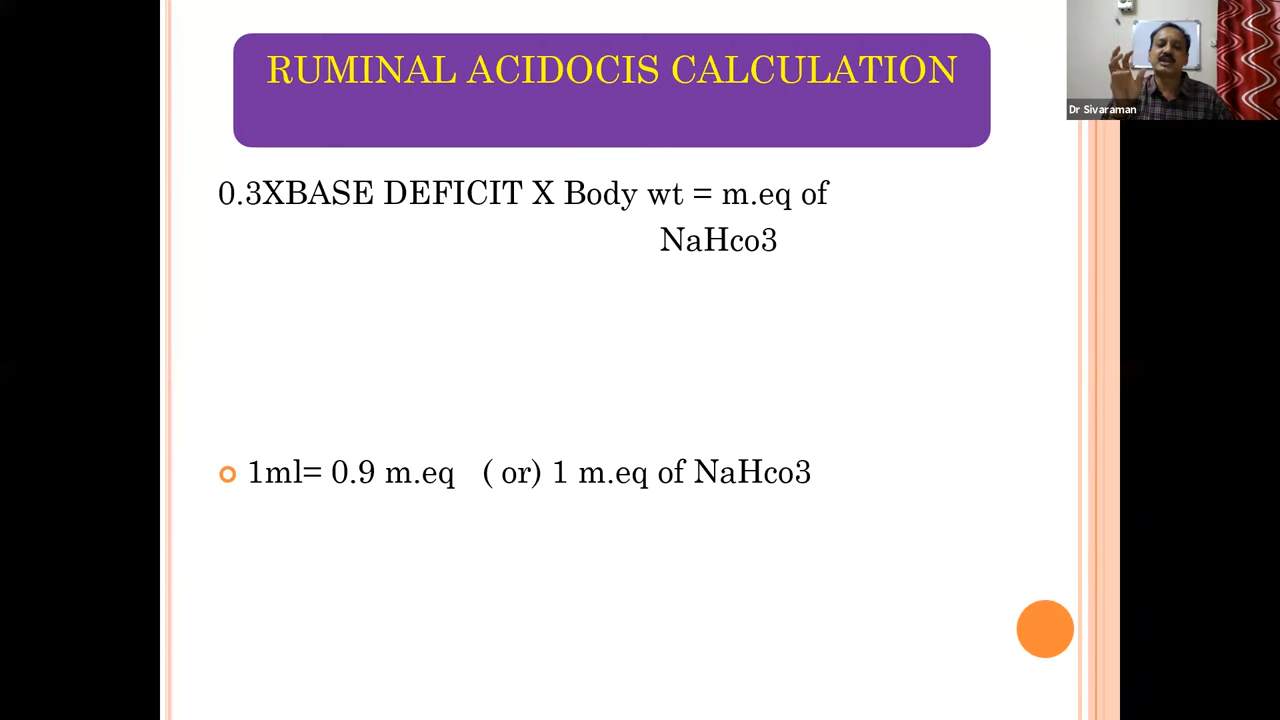 RUMINAL ACIDOCIS CALCULATION
Dr Sivaraman
0.3XBASE DEFICIT X Body wt = m.eq of
NaHco3
1ml= 0.9 m.eq ( or) 1 m.eq of NaHco3